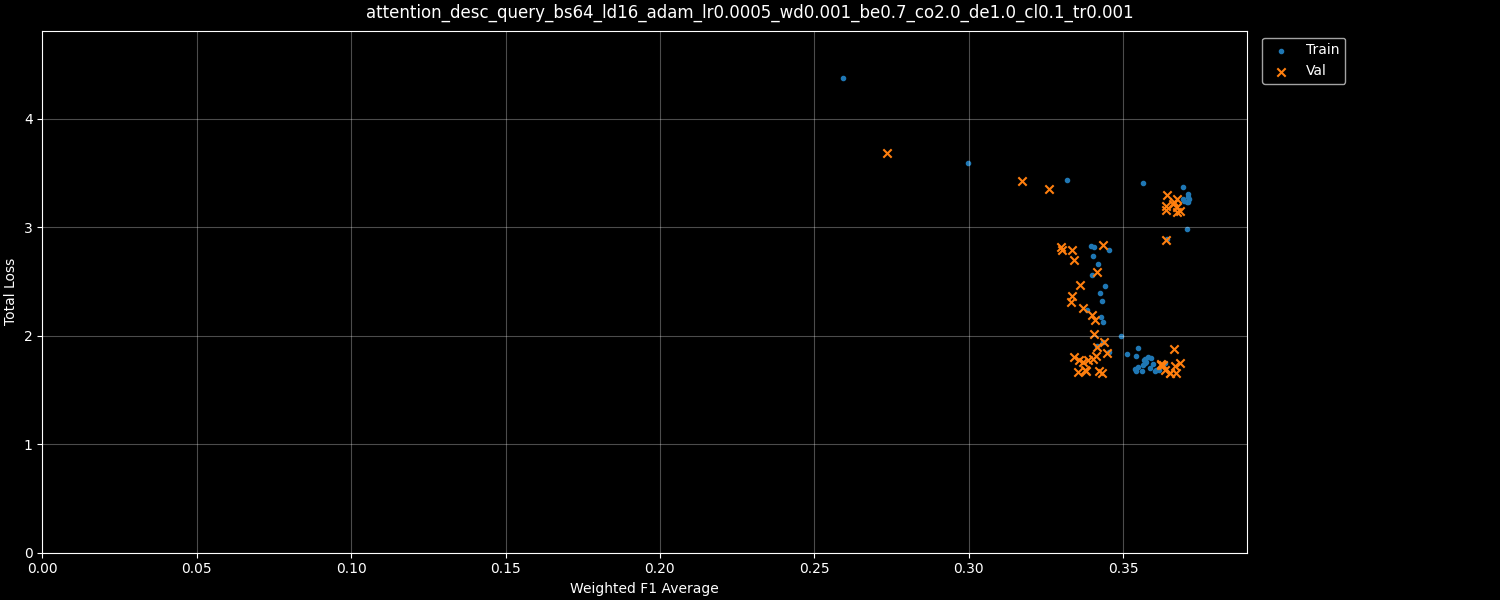 attention_desc_query_bs64_ld16_adam_lr0.0005_wd0.001_be0.7_co2.0_de1.0_cl0.1_tr0.001
Train
Val
Total Loss
4
3
2
1
0
0.00 0.05 0.10 0.15 0.20 0.25 0.30 0.35
Weighted F1 Average